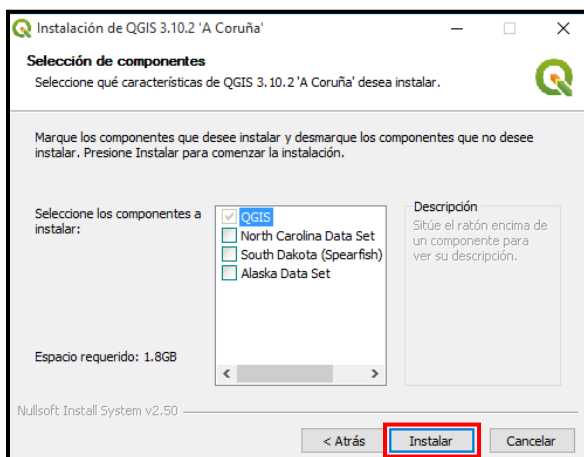 Instalación de QGIS 3.10.2 'A Coruña'
Selección de componentes
Seleccione qué características de QGIS 3.10.2 'A Coruña' desea instalar.
Marque los componentes que desee instalar y desmarque los componentes que no desee
instalar. Presione Instalar para comenzar la instalación.
Seleccione los componentes a
instalar:
QGIS
North Carolina Data Set
South Dakota (Spearfish)
Alaska Data Set
Descripción
Sitúe el ratón encima de
un componente para
ver su descripción.
Espacio requerido: 1.8GB
Nullsoft Install System v2.50
< Atrás
Instalar
Cancelar